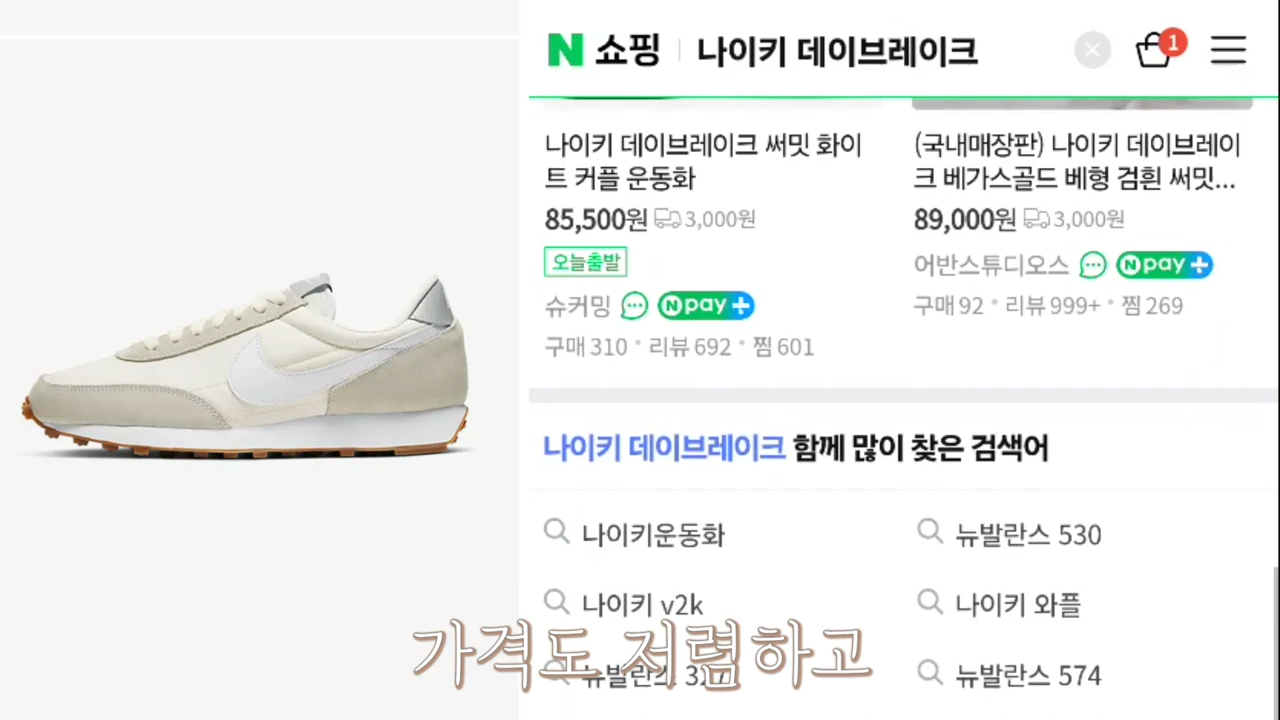 N 쇼핑 나이키 데이브레이크 1
나이키 데이브레이크 써밋 화이
트 커플 운동화
85,500원 3,000원
오늘출발
슈커밍 N pay +
구매 310 • 리뷰 692 • 찜 601
(국내매장판) 나이키 데이브레이
크 베가스골드 베형 검흰 써밋...
89,000원 3,000원
어반스튜디오스 N pay +
구매 92 • 리뷰 999+ • 찜 269
나이키 데이브레이크 함께 많이 찾은 검색어
나이키운동화 뉴발란스 530
나이키 v2k 나이키 와플
뉴발란스 327 뉴발란스 574
가격도 저렴하고